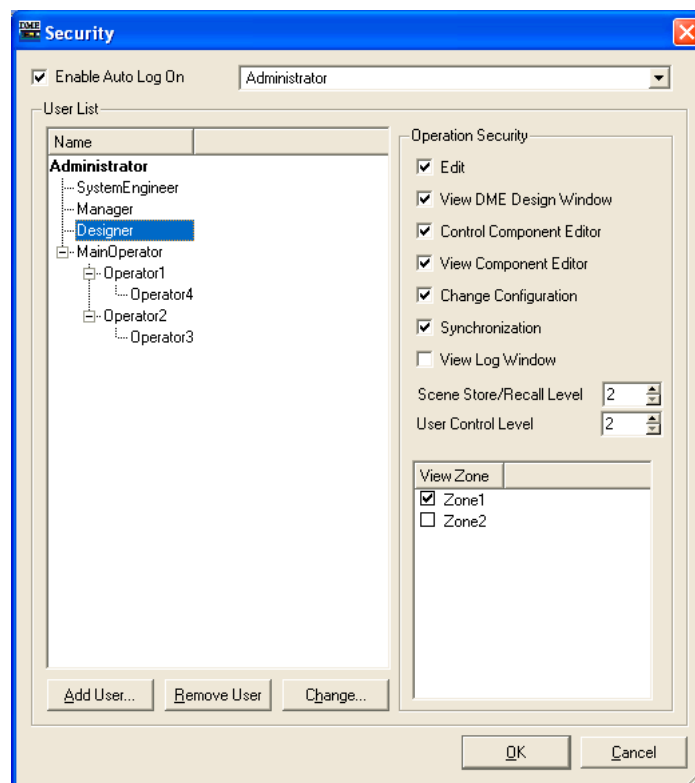 DME
Security
Enable Auto Log On
Administrator
User List
Name
Administrator
SystemEngineer
Manager
Designer
MainOperator
Operator1
Operator4
Operator2
Operator3
Add User...
Remove User
Change...
Operation Security
Edit
View DME Design Window
Control Component Editor
View Component Editor
Change Configuration
Synchronization
View Log Window
Scene Store/Recall Level 2
User Control Level 2
View Zone
Zone1
Zone2
OK
Cancel